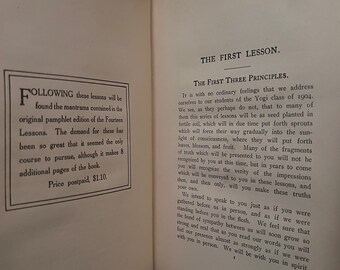 FOLLOWING these lessons will be
found the mantrams contained in the
original pamphlet edition of the Fourteen
Lessons. The demand for these has
been so great that it seemed the only
course to pursue, although it makes 8
additional pages of the book.
Price postpaid, $1.10.
THE FIRST LESSON.
THE FIRST THREE PRINCIPLES.
It is with no ordinary feelings that we address
ourselves to our students of the Yogi class of 1904.
We see, as they perhaps do not, that to many of
them this series of lessons will be as seed planted in
fertile soil, which will in due time put forth sprouts
which will force their way gradually into the sun-
light of consciousness, where they will put forth
leaves, blossom, and fruit. Many of the fragments
of truth which will be presented to you will not be
recognized by you at this time, but in years to come
you will recognize the verity of the impressions
which will be conveyed to you in these lessons, and
then, and then only, will you make these truths
your own.
We intend to speak to you just as if you were
gathered before us in person, and as if we were
standing before you in the flesh. We feel sure that
the bond of sympathy between us will soon grow so
strong and real that as you read our words you will
feel our presence almost as strongly as if we were
with you in person. We will be with you in spirit
1